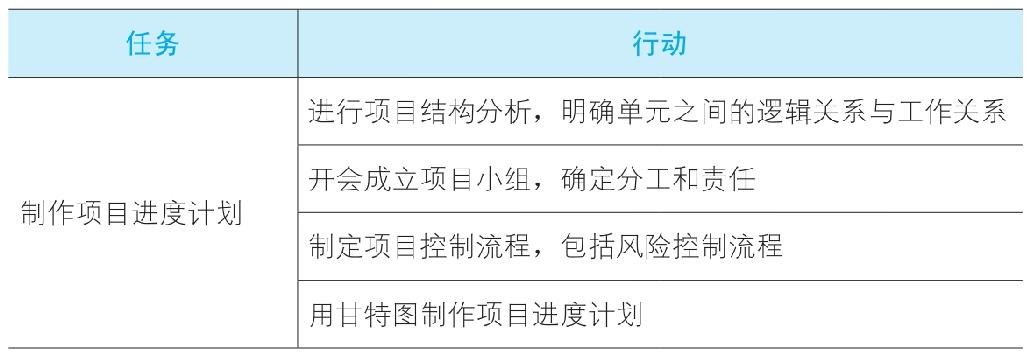 任务
行动
制作项目进度计划
进行项目结构分析，明确单元之间的逻辑关系与工作关系
开会成立项目小组，确定分工和责任
制定项目控制流程，包括风险控制流程
用甘特图制作项目进度计划